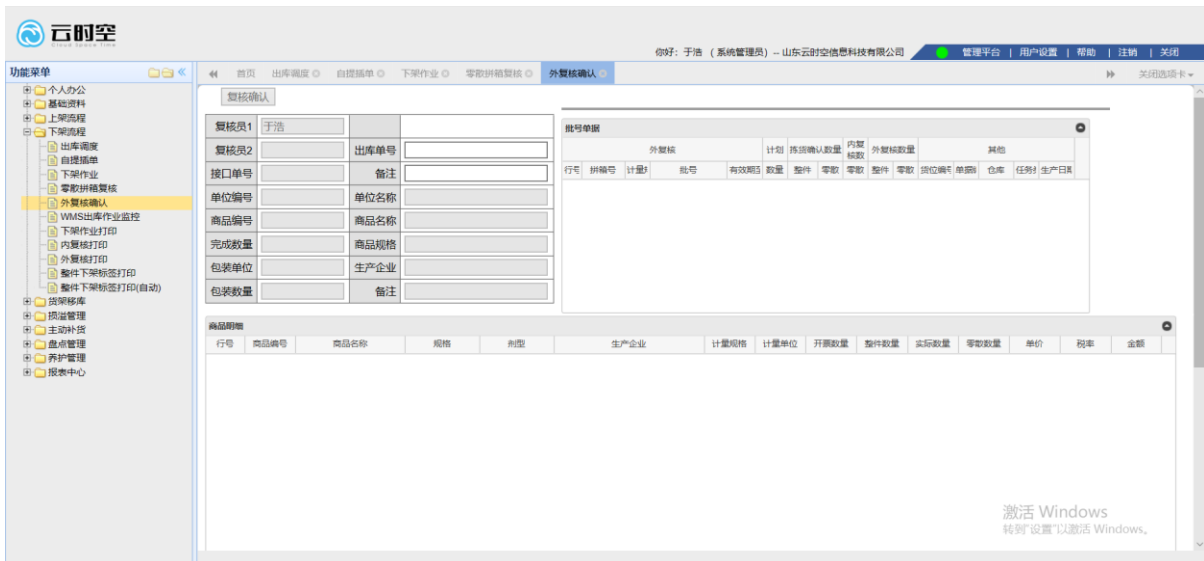 云时空
Cloud Space Time
你好：于浩 （系统管理员）-- 山东云时空信息科技有限公司
管理平台 | 用户设置 | 帮助 | 注销 | 关闭
功能菜单
首页 出库调度 自提插单 下架作业 零散拼箱复核 外复核确认 关闭选项卡
个人办公
基础资料
上架流程
下架流程
出库调度
自提插单
下架作业
零散拼箱复核
外复核确认
WMS出库作业监控
下架作业打印
内复核打印
外复核打印
整件下架标签打印
整件下架标签打印(自动)
货架移库
损溢管理
主动补货
盘点管理
养护管理
报表中心
复核确认
复核员1 于浩
复核员2 出库单号
接口单号 备注
单位编号 单位名称
商品编号 商品名称
完成数量 商品规格
包装单位 生产企业
包装数量 备注
批号单据
外复核 计划 拣货确认数量 内复核数 外复核数量 其他
行号 拼箱号 计量 批号 有效期至 数量 整件 零散 零散 整件 零散 货位编号 单据 仓库 任务 生产日期
商品明细
行号 商品编号 商品名称 规格 剂型 生产企业 计量规格 计量单位 开票数量 整件数量 实际数量 零散数量 单价 税率 金额
激活 Windows
转到"设置"以激活 Windows。